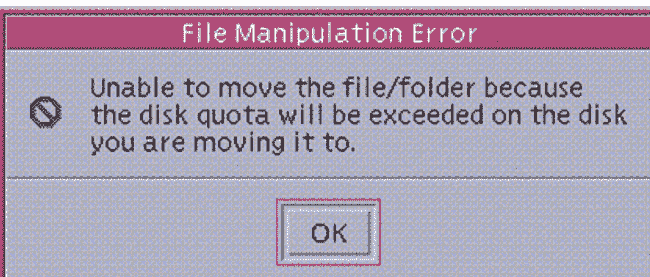 File Manipulation Error
Unable to move the file/folder because
the disk quota will be exceeded on the disk
you are moving it to.
OK